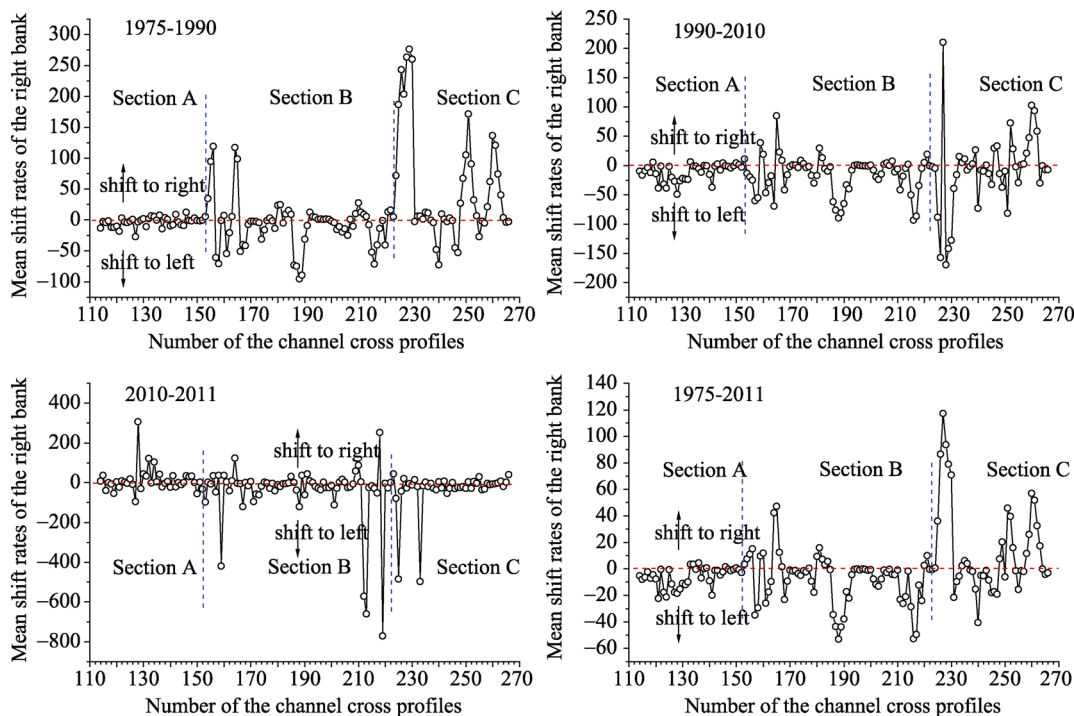 1975-1990
Mean shift rates of the right bank
300
250
200
150
100
50
0
−50
−100
Section A
Section B
Section C
shift to right
shift to left
110 130 150 170 190 210 230 250 270
Number of the channel cross profiles
1990-2010
Mean shift rates of the right bank
250
200
150
100
50
0
−50
−100
−150
−200
Section A
Section B
Section C
shift to right
shift to left
110 130 150 170 190 210 230 250 270
Number of the channel cross profiles
2010-2011
Mean shift rates of the right bank
400
200
0
−200
−400
−600
−800
shift to right
shift to left
Section A
Section B
Section C
110 130 150 170 190 210 230 250 270
Number of the channel cross profiles
1975-2011
Mean shift rates of the right bank
140
120
100
80
60
40
20
0
−20
−40
−60
Section A
Section B
Section C
shift to right
shift to left
110 130 150 170 190 210 230 250 270
Number of the channel cross profiles